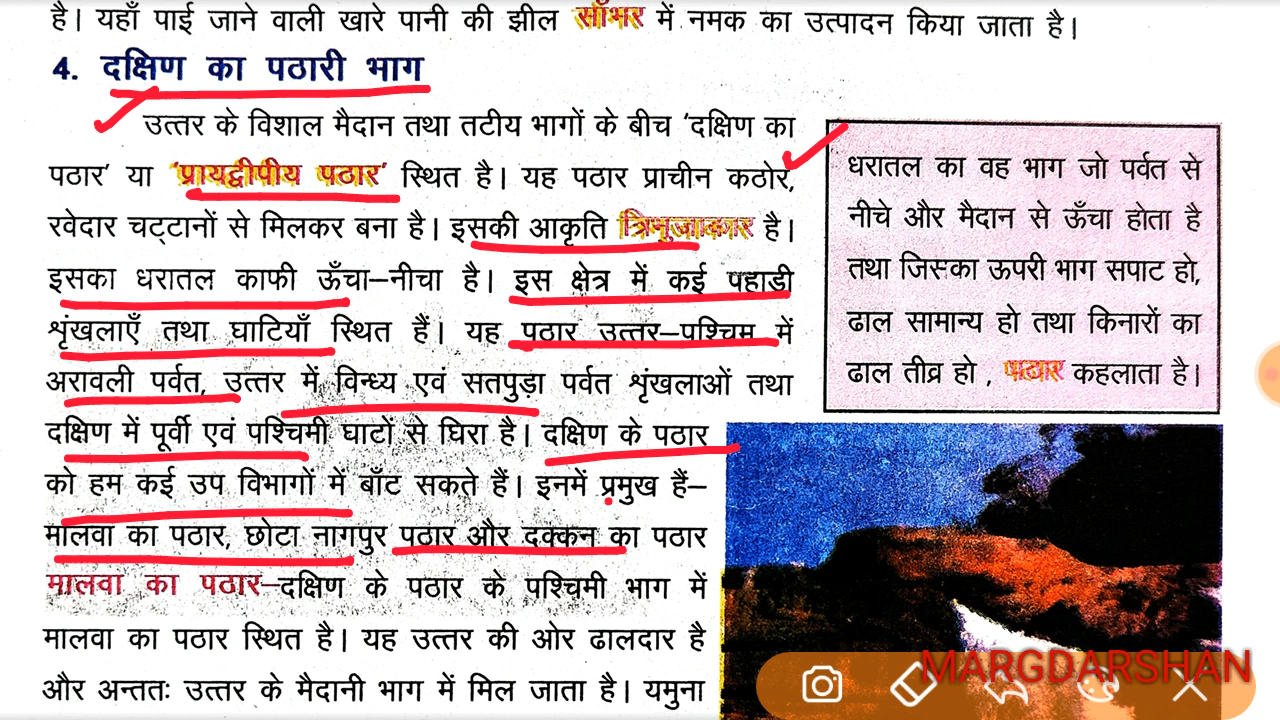 है। यहाँ पाई जाने वाली खारे पानी की झील साँभर में नमक का उत्पादन किया जाता है।
4. दक्षिण का पठारी भाग
उत्तर के विशाल मैदान तथा तटीय भागों के बीच 'दक्षिण का
पठार' या 'प्रायद्वीपीय पठार' स्थित है। यह पठार प्राचीन कठोर,
रवेदार चट्टानों से मिलकर बना है। इसकी आकृति त्रिभुजाकार है।
इसका धरातल काफी ऊँचा–नीचा है। इस क्षेत्र में कई पहाडी
शृंखलाएँ तथा घाटियाँ स्थित हैं। यह पठार उत्तर–पश्चिम में
अरावली पर्वत, उत्तर में विन्ध्य एवं सतपुड़ा पर्वत शृंखलाओं तथा
दक्षिण में पूर्वी एवं पश्चिमी घाटों से घिरा है। दक्षिण के पठार
को हम कई उप विभागों में बाँट सकते हैं। इनमें प्रमुख हैं–
मालवा का पठार, छोटा नागपुर पठार और दक्कन का पठार
मालवा का पठार–दक्षिण के पठार के पश्चिमी भाग में
मालवा का पठार स्थित है। यह उत्तर की ओर ढालदार है
और अन्ततः उत्तर के मैदानी भाग में मिल जाता है। यमुना
धरातल का वह भाग जो पर्वत से
नीचे और मैदान से ऊँचा होता है
तथा जिसका ऊपरी भाग सपाट हो,
ढाल सामान्य हो तथा किनारों का
ढाल तीव्र हो , पाठार कहलाता है।
MARGDARSHAN